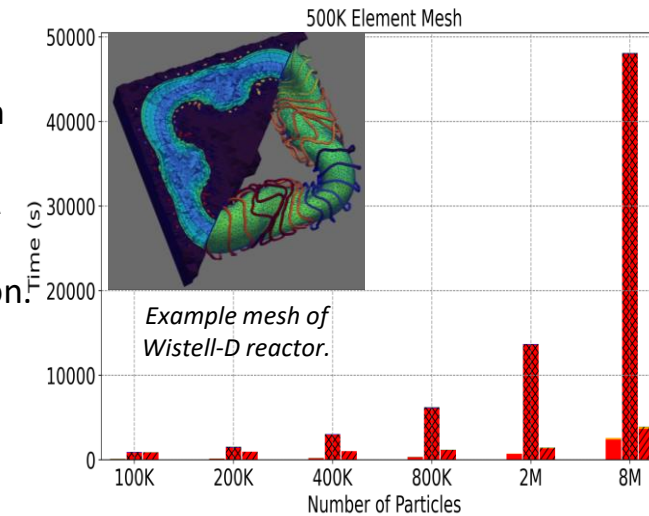 500K Element Mesh
50000
40000
30000
20000
10000
0
Time (s)
on.
Example mesh of
Wistell-D reactor.
100K 200K 400K 800K 2M 8M
Number of Particles